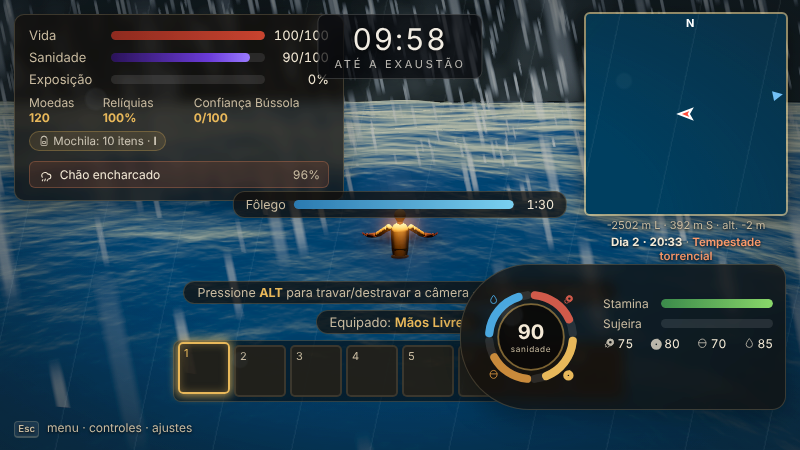 Vida 100/100
Sanidade 90/100
Exposição 0%
Moedas Relíquias Confiança Bússola
120 100% 0/100
Mochila: 10 itens · I
Chão encharcado 96%
09:58
ATÉ A EXAUSTÃO
N
-2502 m L · 392 m S · alt. -2 m
Dia 2 · 20:33 · Tempestade
torrencial
Fôlego 1:30
Pressione ALT para travar/destravar a câmera
Equipado: Mãos Livre
1 2 3 4 5
90
sanidade
Stamina
Sujeira
75 80 70 85
Esc menu · controles · ajustes